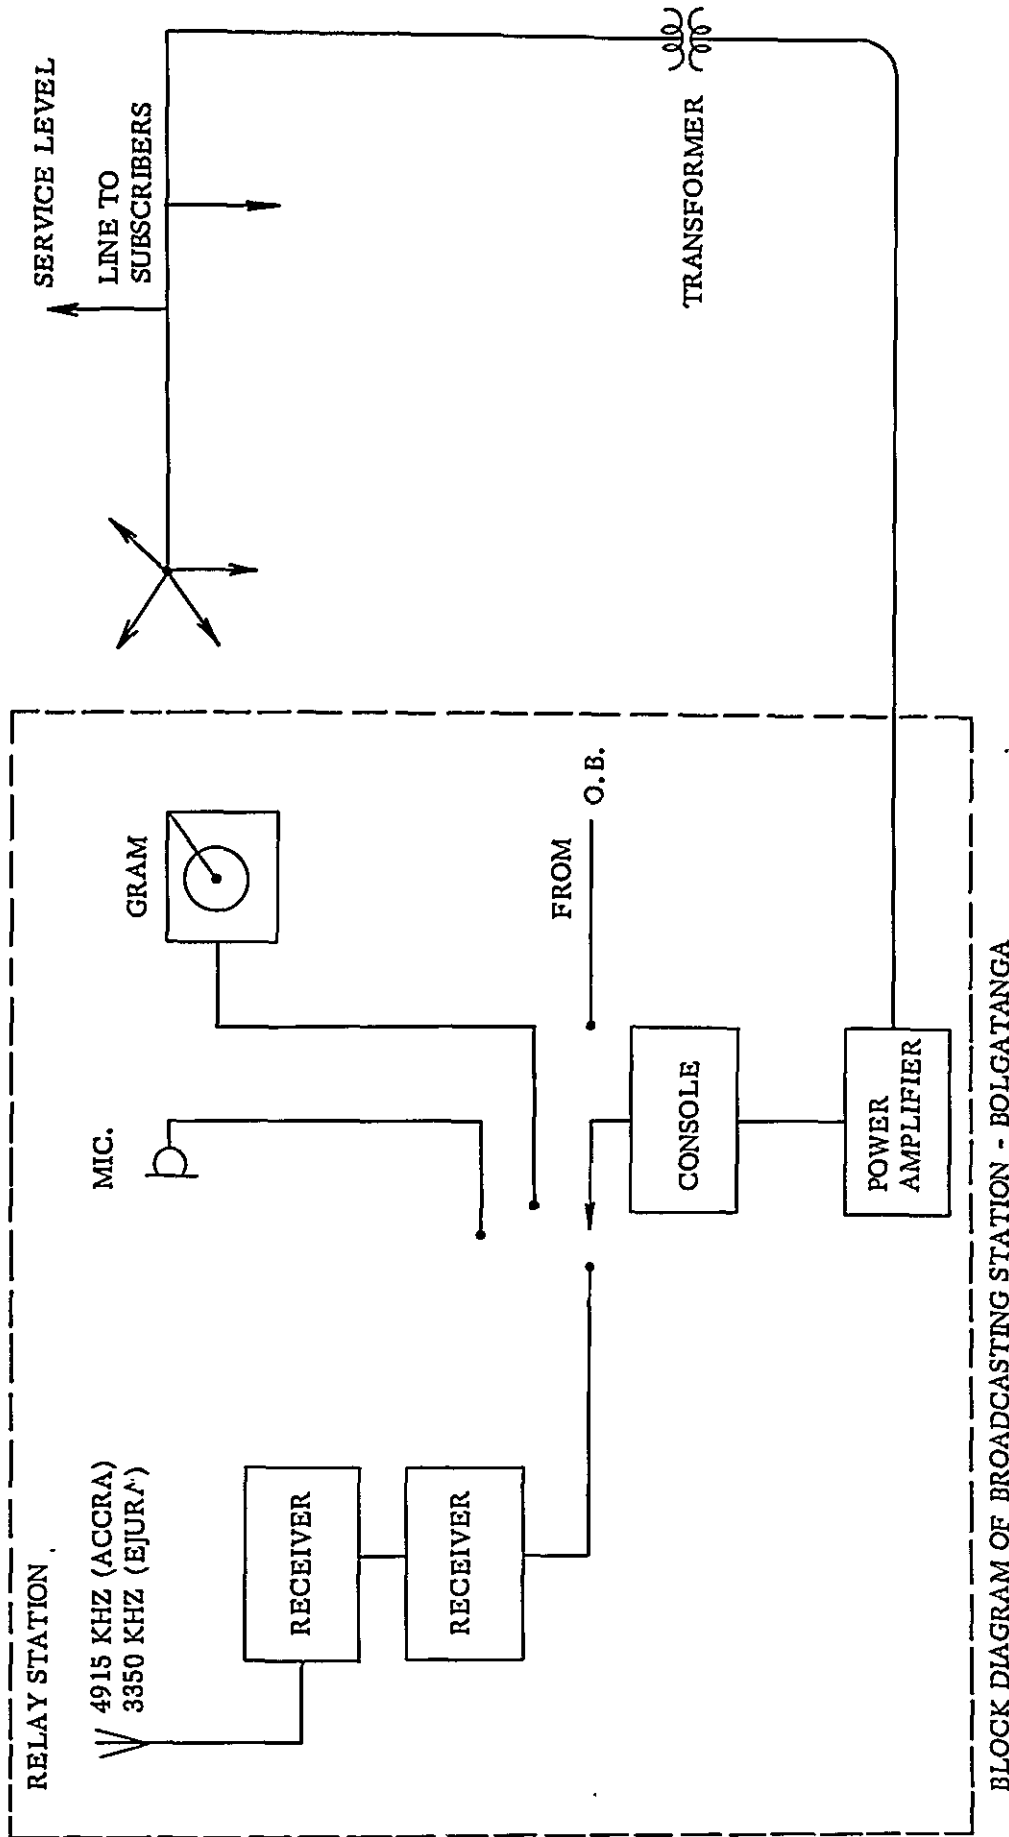 RELAY STATION
4915 KHZ (ACCRA)
3350 KHZ (EJURA)
RECEIVER
RECEIVER
MIC.
GRAM
FROM O.B.
CONSOLE
POWER
AMPLIFIER
SERVICE LEVEL
LINE TO
SUBSCRIBERS
TRANSFORMER
BLOCK DIAGRAM OF BROADCASTING STATION - BOLGATANGA